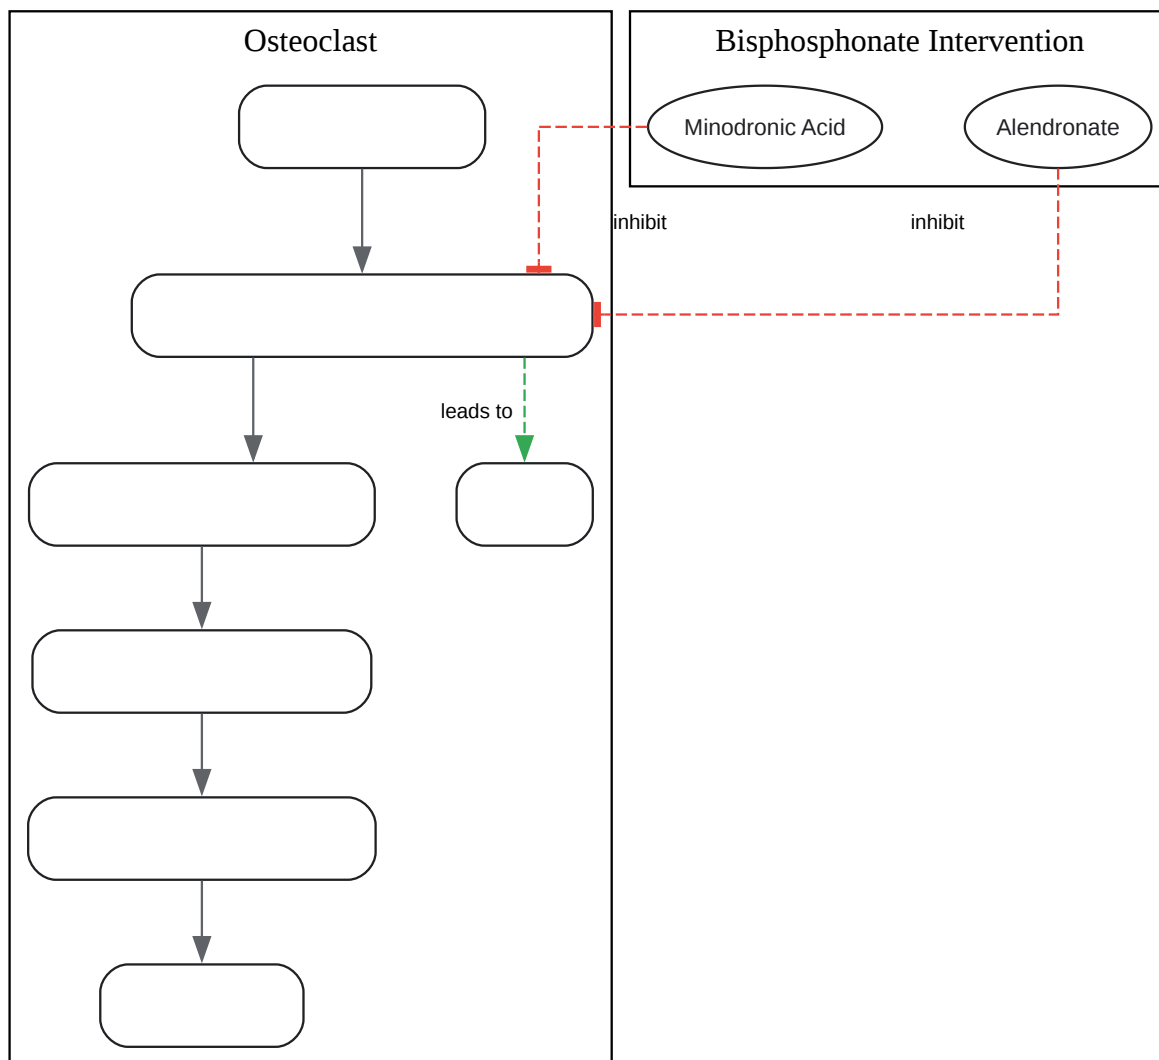 Osteoclast
Bisphosphonate Intervention
Minodronic Acid
Alendronate
inhibit
inhibit
leads to